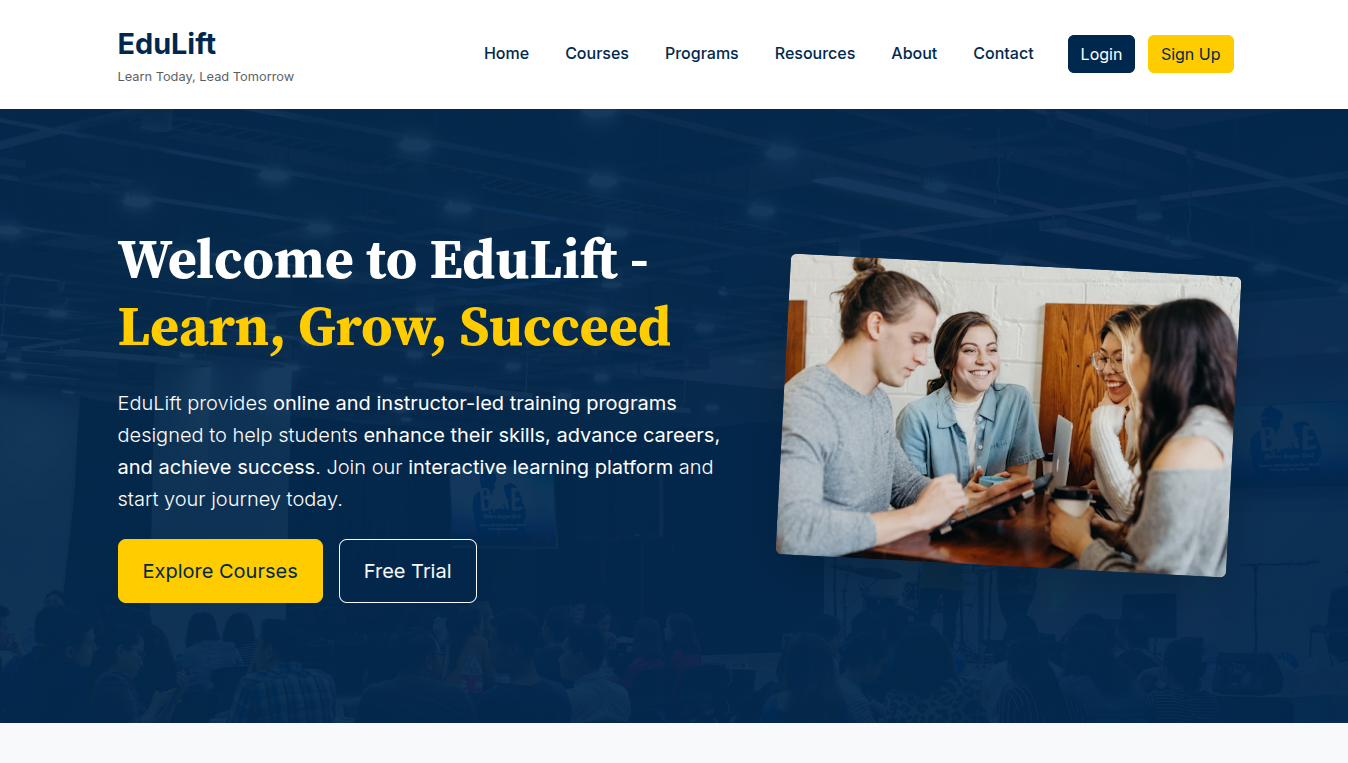 EduLift
Learn Today, Lead Tomorrow
Home Courses Programs Resources About Contact Login Sign Up
Welcome to EduLift -
Learn, Grow, Succeed
EduLift provides online and instructor-led training programs
designed to help students enhance their skills, advance careers,
and achieve success. Join our interactive learning platform and
start your journey today.
Explore Courses Free Trial